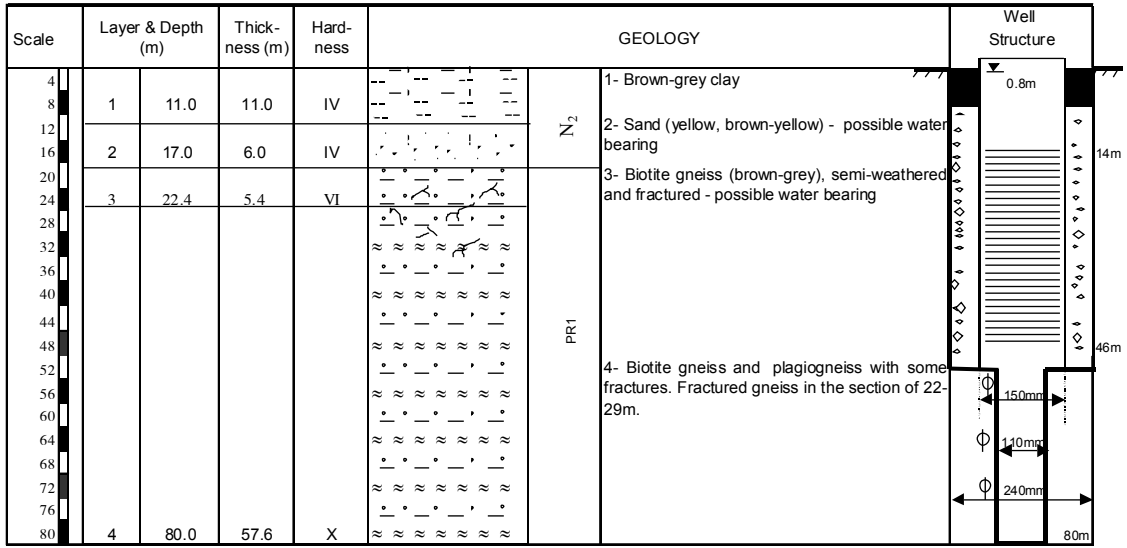 Scale
Layer & Depth
(m)
Thick-
ness (m)
Hard-
ness
GEOLOGY
Well
Structure
4
8
12
16
20
24
28
32
36
40
44
48
52
56
60
64
68
72
76
80
1 11.0 11.0 IV
2 17.0 6.0 IV
3 22.4 5.4 VI
4 80.0 57.6 X
N2
PR1
1- Brown-grey clay
2- Sand (yellow, brown-yellow) - possible water
bearing
3- Biotite gneiss (brown-grey), semi-weathered
and fractured - possible water bearing
4- Biotite gneiss and plagiogneiss with some
fractures. Fractured gneiss in the section of 22-
29m.
0.8m
14m
46m
ϕ
150mm
ϕ
110mm
ϕ
240mm
80m